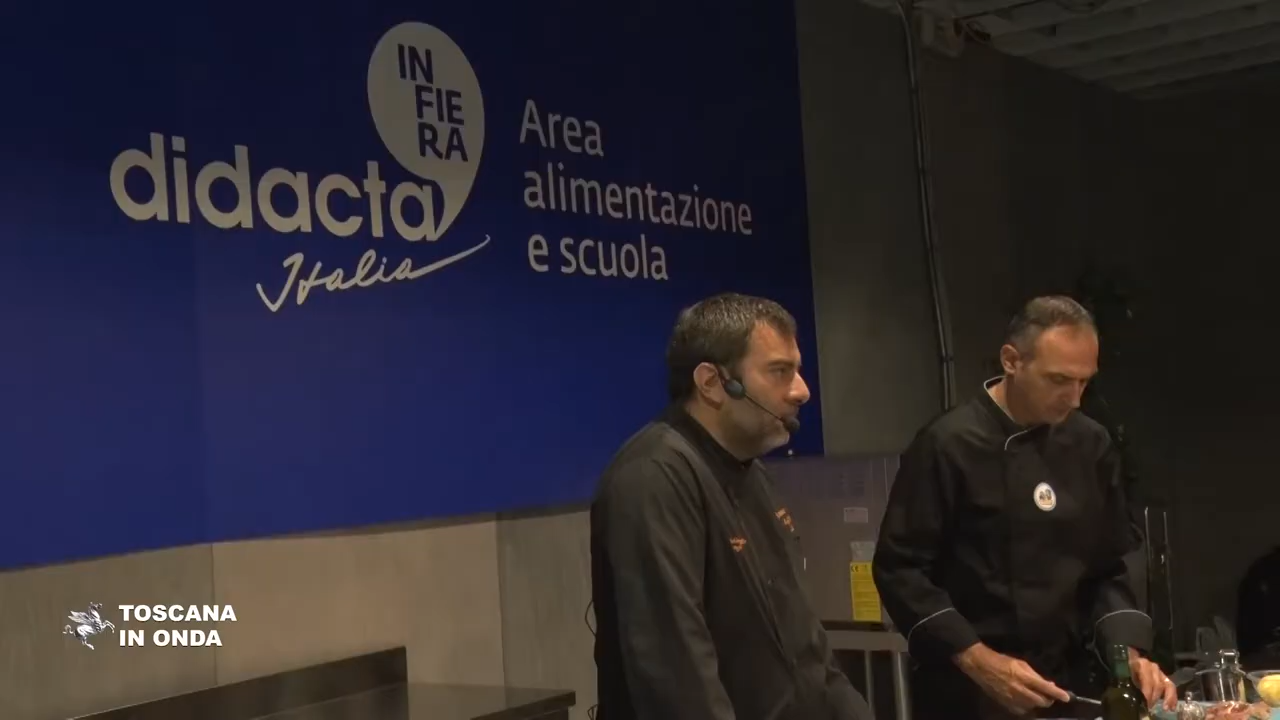 IN
FIE
RA
didacta
Italia
Area
alimentazione
e scuola
TOSCANA
IN ONDA